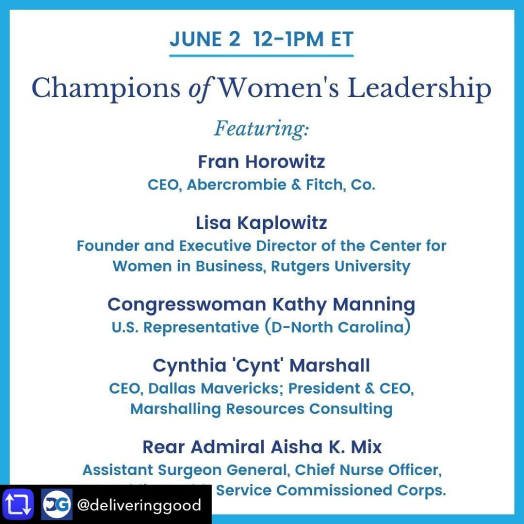 JUNE 2 12-1PM ET
Champions of Women's Leadership
Featuring:
Fran Horowitz
CEO, Abercrombie & Fitch, Co.
Lisa Kaplowitz
Founder and Executive Director of the Center for
Women in Business, Rutgers University
Congresswoman Kathy Manning
U.S. Representative (D-North Carolina)
Cynthia 'Cynt' Marshall
CEO, Dallas Mavericks; President & CEO,
Marshalling Resources Consulting
Rear Admiral Aisha K. Mix
Assistant Surgeon General, Chief Nurse Officer,
Service Commissioned Corps.
DG @deliveringgood